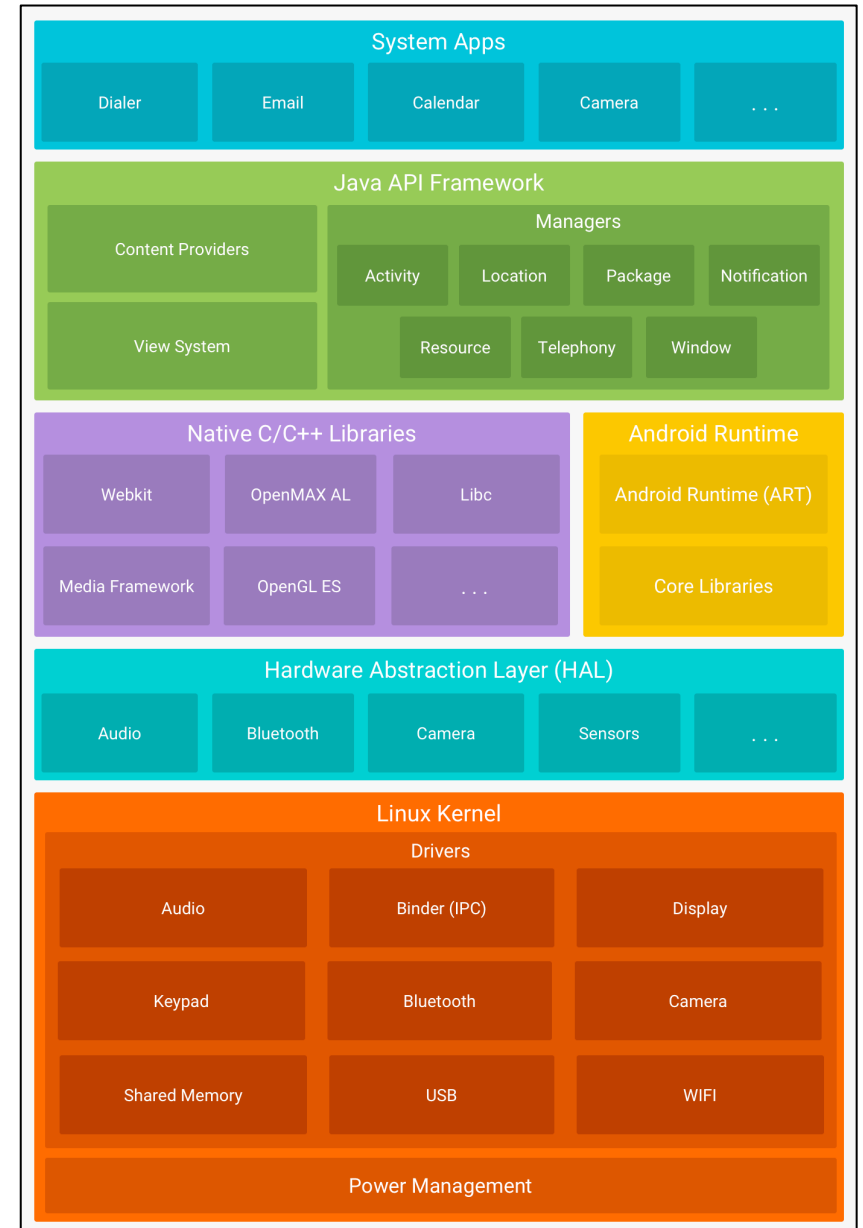 System Apps
Dialer
Email
Calendar
Camera
. . .
Java API Framework
Content Providers
View System
Managers
Activity
Location
Package
Notification
Resource
Telephony
Window
Native C/C++ Libraries
Webkit
OpenMAX AL
Libc
Media Framework
OpenGL ES
. . .
Android Runtime
Android Runtime (ART)
Core Libraries
Hardware Abstraction Layer (HAL)
Audio
Bluetooth
Camera
Sensors
. . .
Linux Kernel
Drivers
Audio
Binder (IPC)
Display
Keypad
Bluetooth
Camera
Shared Memory
USB
WIFI
Power Management